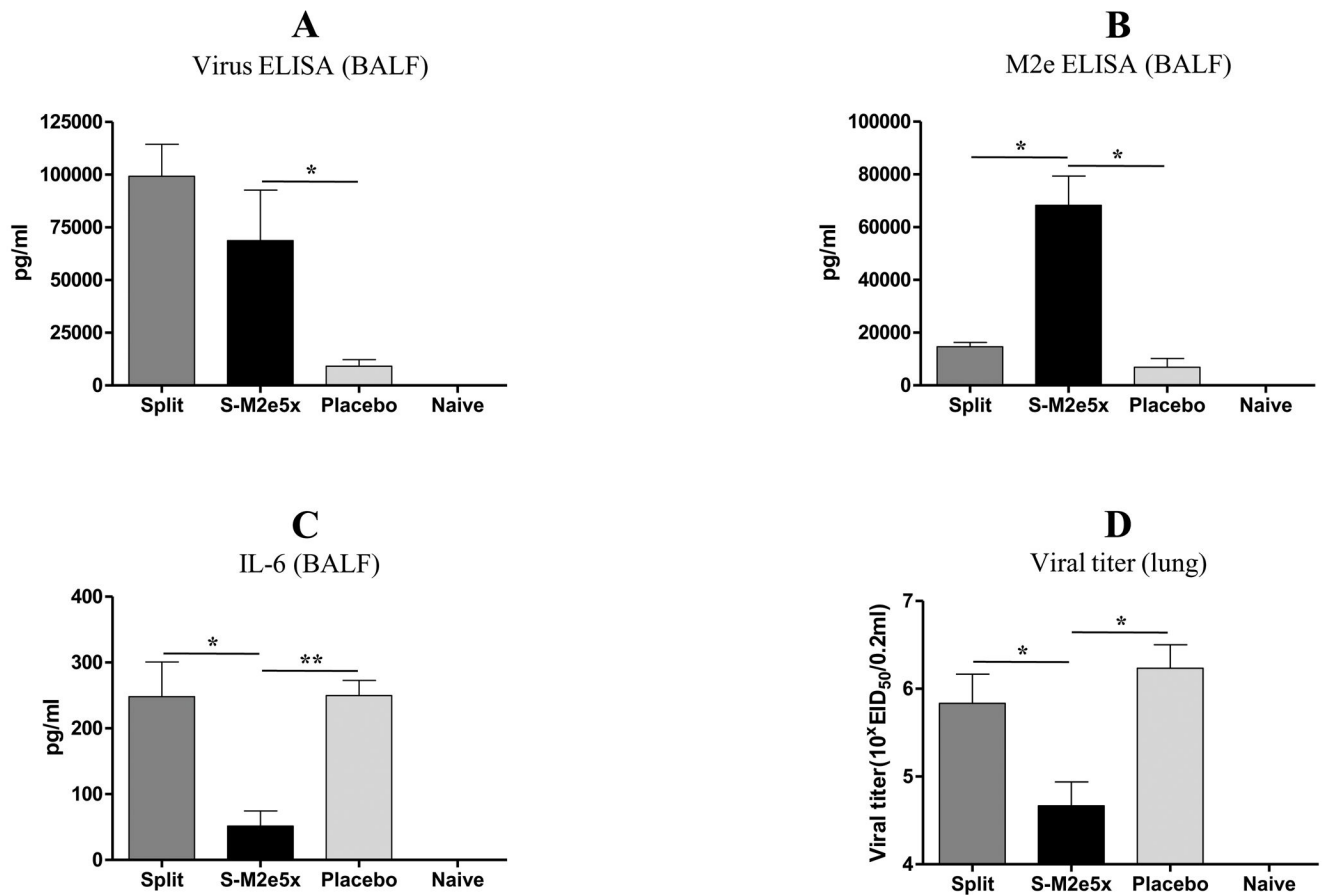 A
Virus ELISA (BALF)
125000
100000
75000
50000
25000
0
pg/ml
*
Split S-M2e5x Placebo Naive
B
M2e ELISA (BALF)
100000
80000
60000
40000
20000
0
pg/ml
* *
Split S-M2e5x Placebo Naive
C
IL-6 (BALF)
400
300
200
100
0
pg/ml
* **
Split S-M2e5x Placebo Naive
D
Viral titer (lung)
7
6
5
4
Viral titer(10ˣEID₅₀/0.2ml)
* *
Split S-M2e5x Placebo Naive